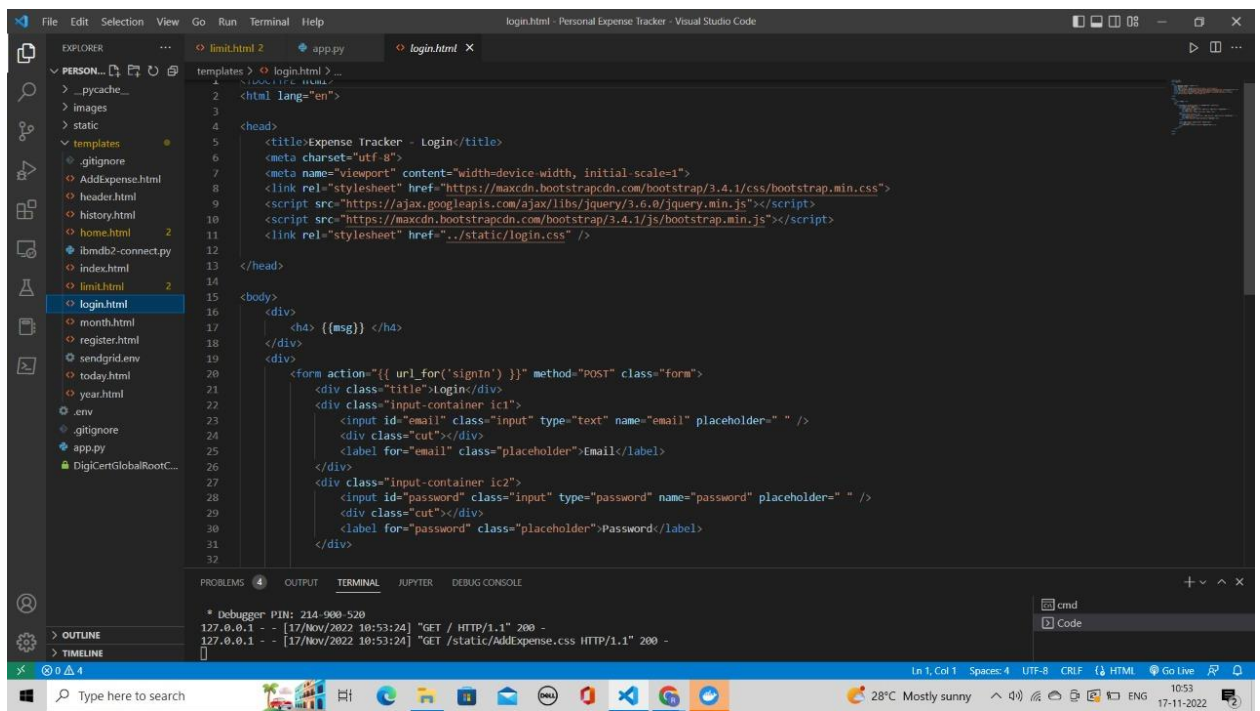 File Edit Selection View Go Run Terminal Help
login.html - Personal Expense Tracker - Visual Studio Code
EXPLORER
limit.html 2
app.py
login.html
PERSON...
templates > login.html > ...
__pycache__
images
static
templates
.gitignore
AddExpense.html
header.html
history.html
home.html 2
ibmdb2-connect.py
index.html
limit.html 2
login.html
month.html
register.html
sendgrid.env
today.html
year.html
.env
.gitignore
app.py
DigiCertGlobalRootC...
OUTLINE
TIMELINE
1 <!DOCTYPE html>
2 <html lang="en">
3
4 <head>
5 <title>Expense Tracker - Login</title>
6 <meta charset="utf-8">
7 <meta name="viewport" content="width=device-width, initial-scale=1">
8 <link rel="stylesheet" href="https://maxcdn.bootstrapcdn.com/bootstrap/3.4.1/css/bootstrap.min.css">
9 <script src="https://ajax.googleapis.com/ajax/libs/jquery/3.6.0/jquery.min.js"></script>
10 <script src="https://maxcdn.bootstrapcdn.com/bootstrap/3.4.1/js/bootstrap.min.js"></script>
11 <link rel="stylesheet" href="../static/login.css" />
12
13 </head>
14
15 <body>
16 <div>
17 <h4> {{msg}} </h4>
18 </div>
19 <div>
20 <form action="{{ url_for('signIn') }}" method="POST" class="form">
21 <div class="title">Login</div>
22 <div class="input-container ic1">
23 <input id="email" class="input" type="text" name="email" placeholder=" " />
24 <div class="cut"></div>
25 <label for="email" class="placeholder">Email</label>
26 </div>
27 <div class="input-container ic2">
28 <input id="password" class="input" type="password" name="password" placeholder=" " />
29 <div class="cut"></div>
30 <label for="password" class="placeholder">Password</label>
31 </div>
32
PROBLEMS 4 OUTPUT TERMINAL JUPYTER DEBUG CONSOLE
* Debugger PIN: 214-900-520
127.0.0.1 - - [17/Nov/2022 10:53:24] "GET / HTTP/1.1" 200 -
127.0.0.1 - - [17/Nov/2022 10:53:24] "GET /static/AddExpense.css HTTP/1.1" 200 -
cmd
Code
0 4
Ln 1, Col 1 Spaces: 4 UTF-8 CRLF HTML Go Live
Type here to search
DELL
28°C Mostly sunny
ENG
10:53
17-11-2022
2